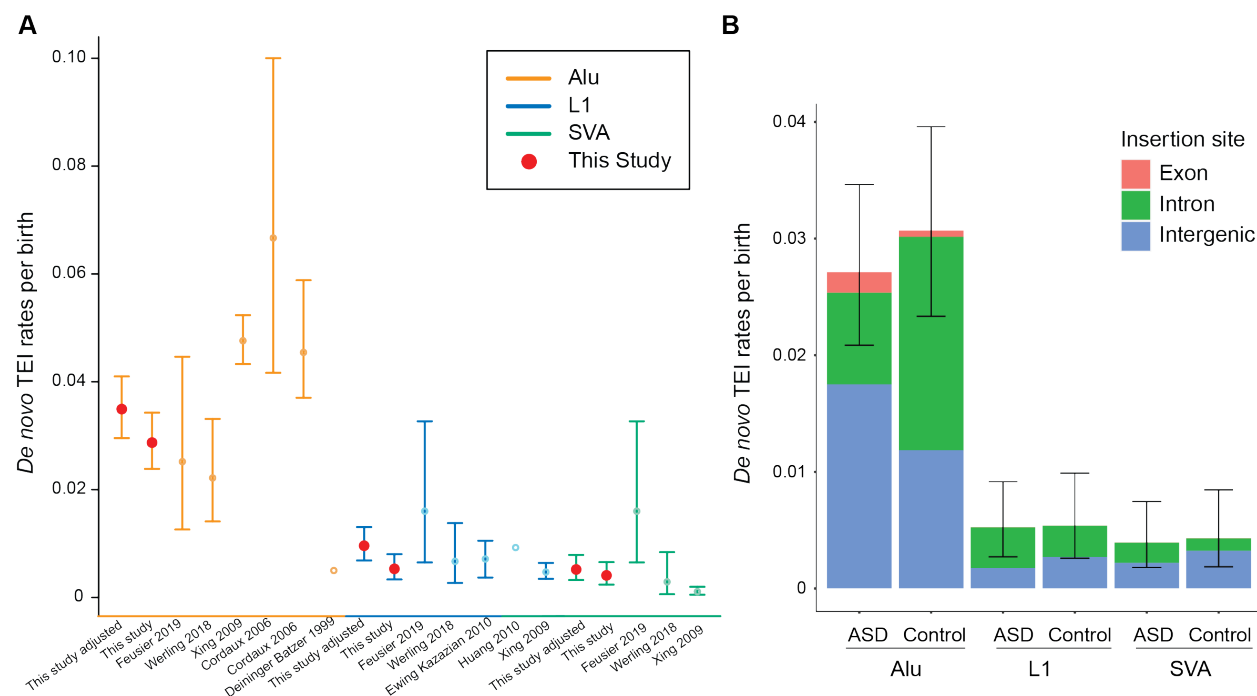 A
De novo TEI rates per birth
0.10
0.08
0.06
0.04
0.02
0
Alu
L1
SVA
This Study
This study adjusted
This study
Feusier 2019
Werling 2018
Xing 2009
Cordaux 2006
Cordaux 2006
Deininger Batzer 1999
This study adjusted
This study
Feusier 2019
Werling 2018
Ewing Kazazian 2010
Huang 2010
Xing 2009
This study adjusted
This study
Feusier 2019
Werling 2018
Xing 2009
B
De novo TEI rates per birth
0.04
0.03
0.02
0.01
0
Insertion site
Exon
Intron
Intergenic
ASD Control ASD Control ASD Control
Alu L1 SVA